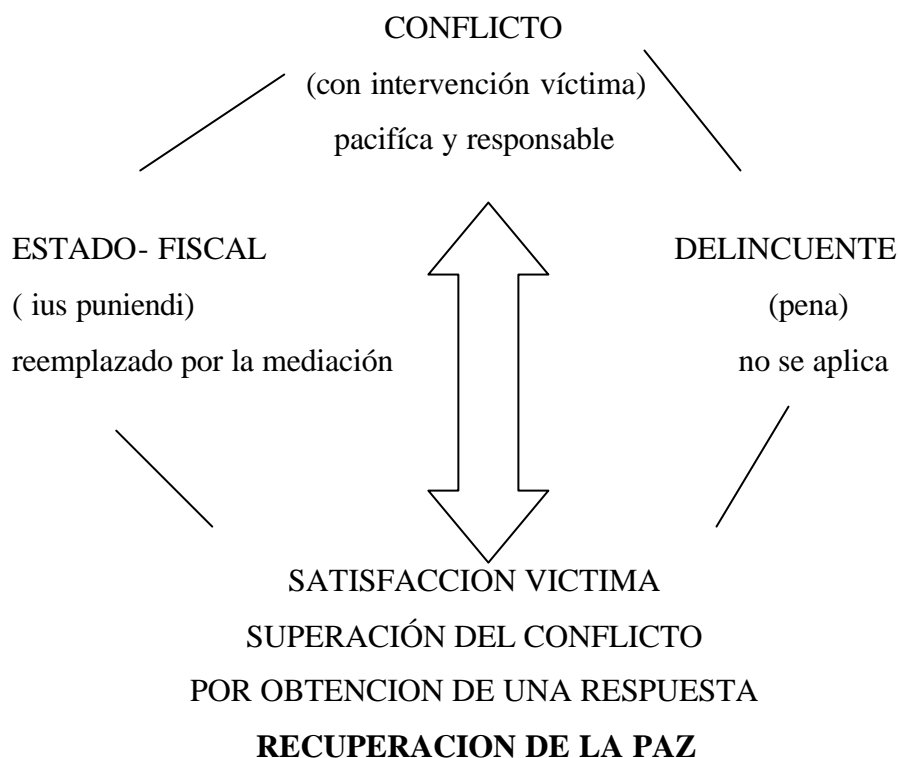 CONFLICTO
(con intervención víctima)
pacifíca y responsable
ESTADO- FISCAL
( ius puniendi)
reemplazado por la mediación
DELINCUENTE
(pena)
no se aplica
SATISFACCION VICTIMA
SUPERACIÓN DEL CONFLICTO
POR OBTENCION DE UNA RESPUESTA
RECUPERACION DE LA PAZ